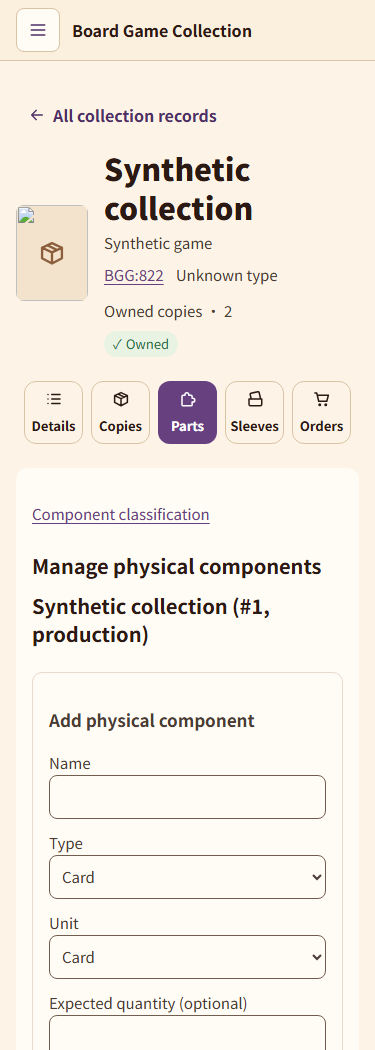 Board Game Collection
← All collection records
Synthetic
collection
Synthetic game
BGG:822 Unknown type
Owned copies • 2
✓ Owned
Details Copies Parts Sleeves Orders
Component classification
Manage physical components
Synthetic collection (#1,
production)
Add physical component
Name
Type
Card
Unit
Card
Expected quantity (optional)